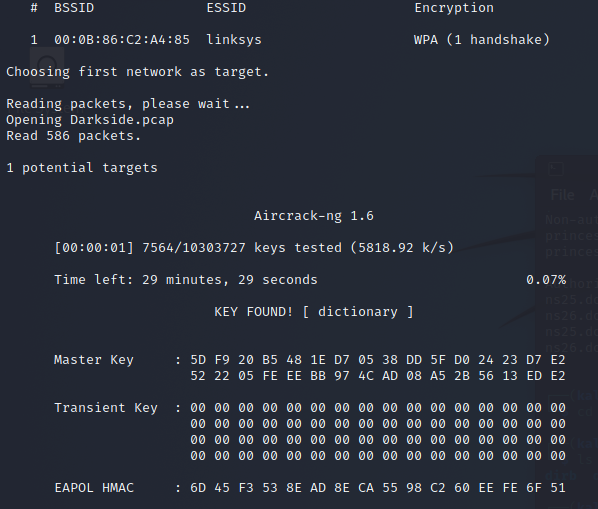 #  BSSID              ESSID                     Encryption
1  00:0B:86:C2:A4:85  linksys                   WPA (1 handshake)
Choosing first network as target.
Reading packets, please wait...
Opening Darkside.pcap
Read 586 packets.
1 potential targets
Aircrack-ng 1.6
[00:00:01] 7564/10303727 keys tested (5818.92 k/s)
Time left: 29 minutes, 29 seconds                          0.07%
KEY FOUND! [ dictionary ]
Master Key     : 5D F9 20 B5 48 1E D7 05 38 DD 5F D0 24 23 D7 E2
52 22 05 FE EE BB 97 4C AD 08 A5 2B 56 13 ED E2
Transient Key  : 00 00 00 00 00 00 00 00 00 00 00 00 00 00 00 00
00 00 00 00 00 00 00 00 00 00 00 00 00 00 00 00
00 00 00 00 00 00 00 00 00 00 00 00 00 00 00 00
00 00 00 00 00 00 00 00 00 00 00 00 00 00 00 00
EAPOL HMAC     : 6D 45 F3 53 8E AD 8E CA 55 98 C2 60 EE FE 6F 51
File